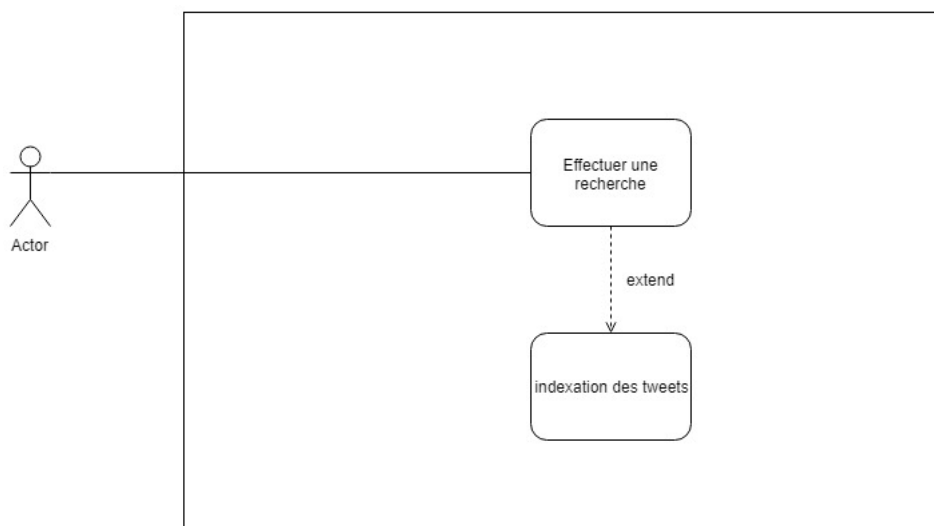 Effectuer une
recherche
Actor
extend
indexation des tweets